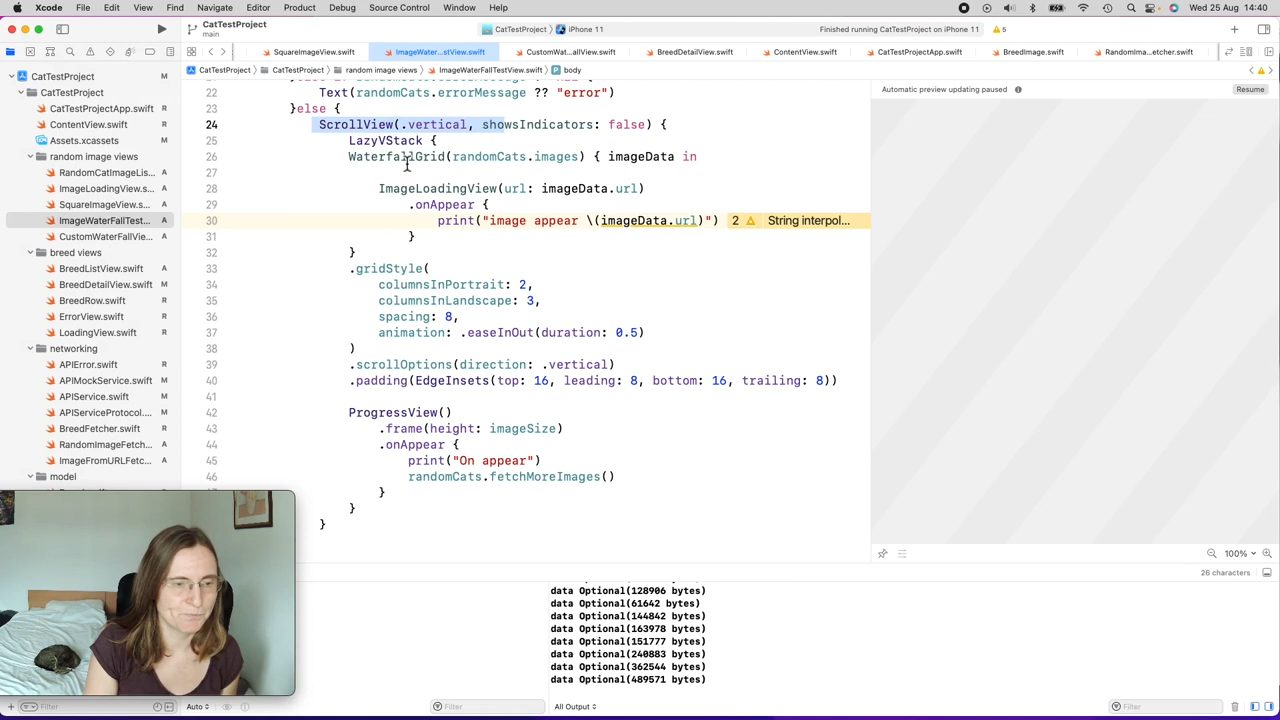 Xcode File Edit View Find Navigate Editor Product Debug Source Control Window Help Wed 25 Aug 14:40
CatTestProject
main
CatTestProject iPhone 11
Finished running CatTestProject on iPhone 11
5
SquareImageView.swift
ImageWater...stView.swift
CustomWat...allView.swift
BreedDetailView.swift
ContentView.swift
CatTestProjectApp.swift
BreedImage.swift
RandomIma...etcher.swift
CatTestProject
CatTestProject
random image views
ImageWaterFallTestView.swift
body
CatTestProject
CatTestProject
CatTestProjectApp.swift A
ContentView.swift A
Assets.xcassets M
random image views
RandomCatImageLis... A
ImageLoadingView.s... A
SquareImageView.s... A
ImageWaterFallTest... A
CustomWaterFallVie... A
breed views
BreedListView.swift R
BreedDetailView.swift A
BreedRow.swift R
ErrorView.swift R
LoadingView.swift R
networking
APIError.swift R
APIMockService.swift M
APIService.swift R
APIServiceProtocol.... M
BreedFetcher.swift R
RandomImageFetch... A
ImageFromURLFetc... A
model
22 Text(randomCats.errorMessage ?? "error")
23 }else {
24 ScrollView(.vertical, showsIndicators: false) {
25 LazyVStack {
26 WaterfallGrid(randomCats.images) { imageData in
27
28 ImageLoadingView(url: imageData.url)
29 .onAppear {
30 print("image appear \(imageData.url)") 2 String interpol...
31 }
32 }
33 .gridStyle(
34 columnsInPortrait: 2,
35 columnsInLandscape: 3,
36 spacing: 8,
37 animation: .easeInOut(duration: 0.5)
38 )
39 .scrollOptions(direction: .vertical)
40 .padding(EdgeInsets(top: 16, leading: 8, bottom: 16, trailing: 8))
41
42 ProgressView()
43 .frame(height: imageSize)
44 .onAppear {
45 print("On appear")
46 randomCats.fetchMoreImages()
}
}
}
Automatic preview updating paused
Resume
100%
26 characters
data Optional(128906 bytes)
data Optional(61642 bytes)
data Optional(144842 bytes)
data Optional(163978 bytes)
data Optional(151777 bytes)
data Optional(240883 bytes)
data Optional(362544 bytes)
data Optional(489571 bytes)
Filter
Auto
Filter
All Output
Filter